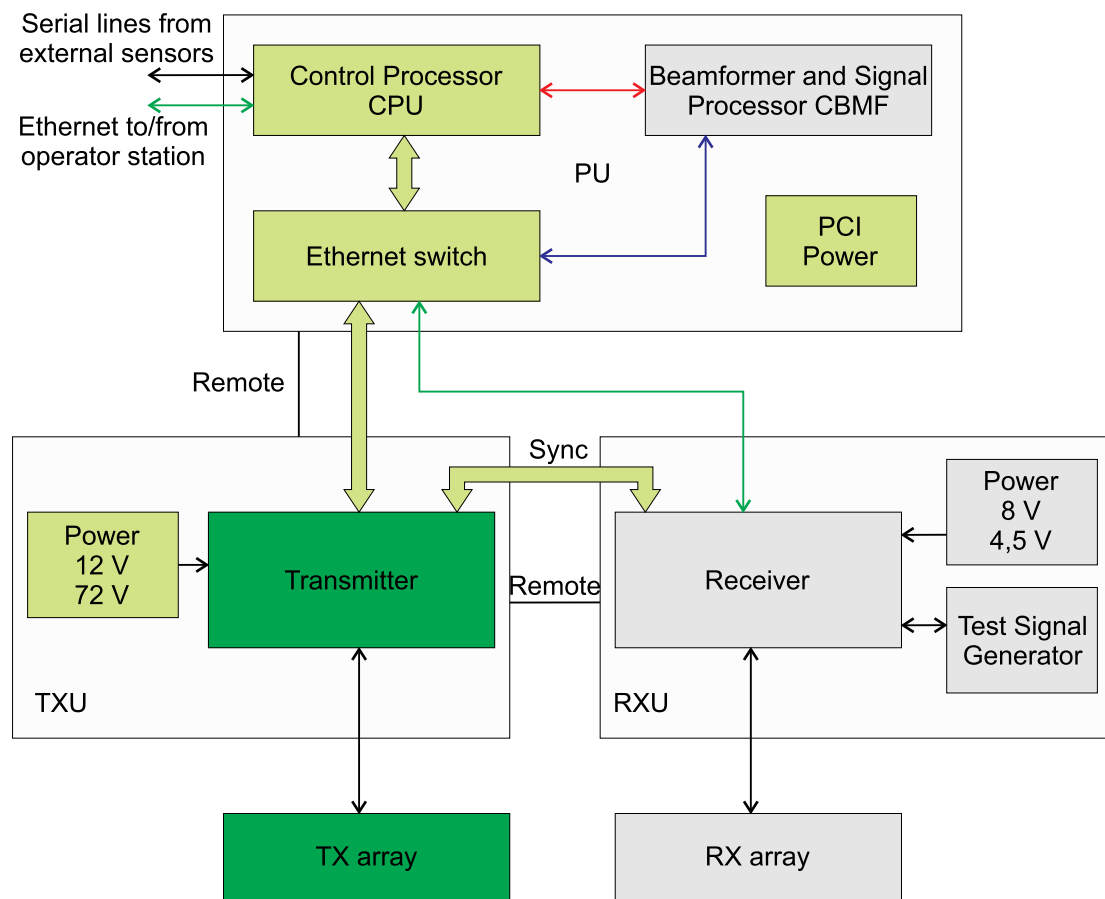 Serial lines from
external sensors
Ethernet to/from
operator station
Control Processor
CPU
Beamformer and Signal
Processor CBMF
PU
Ethernet switch
PCI
Power
Remote
Sync
Power
12 V
72 V
Transmitter
TXU
Remote
Receiver
Power
8 V
4,5 V
Test Signal
Generator
RXU
TX array
RX array